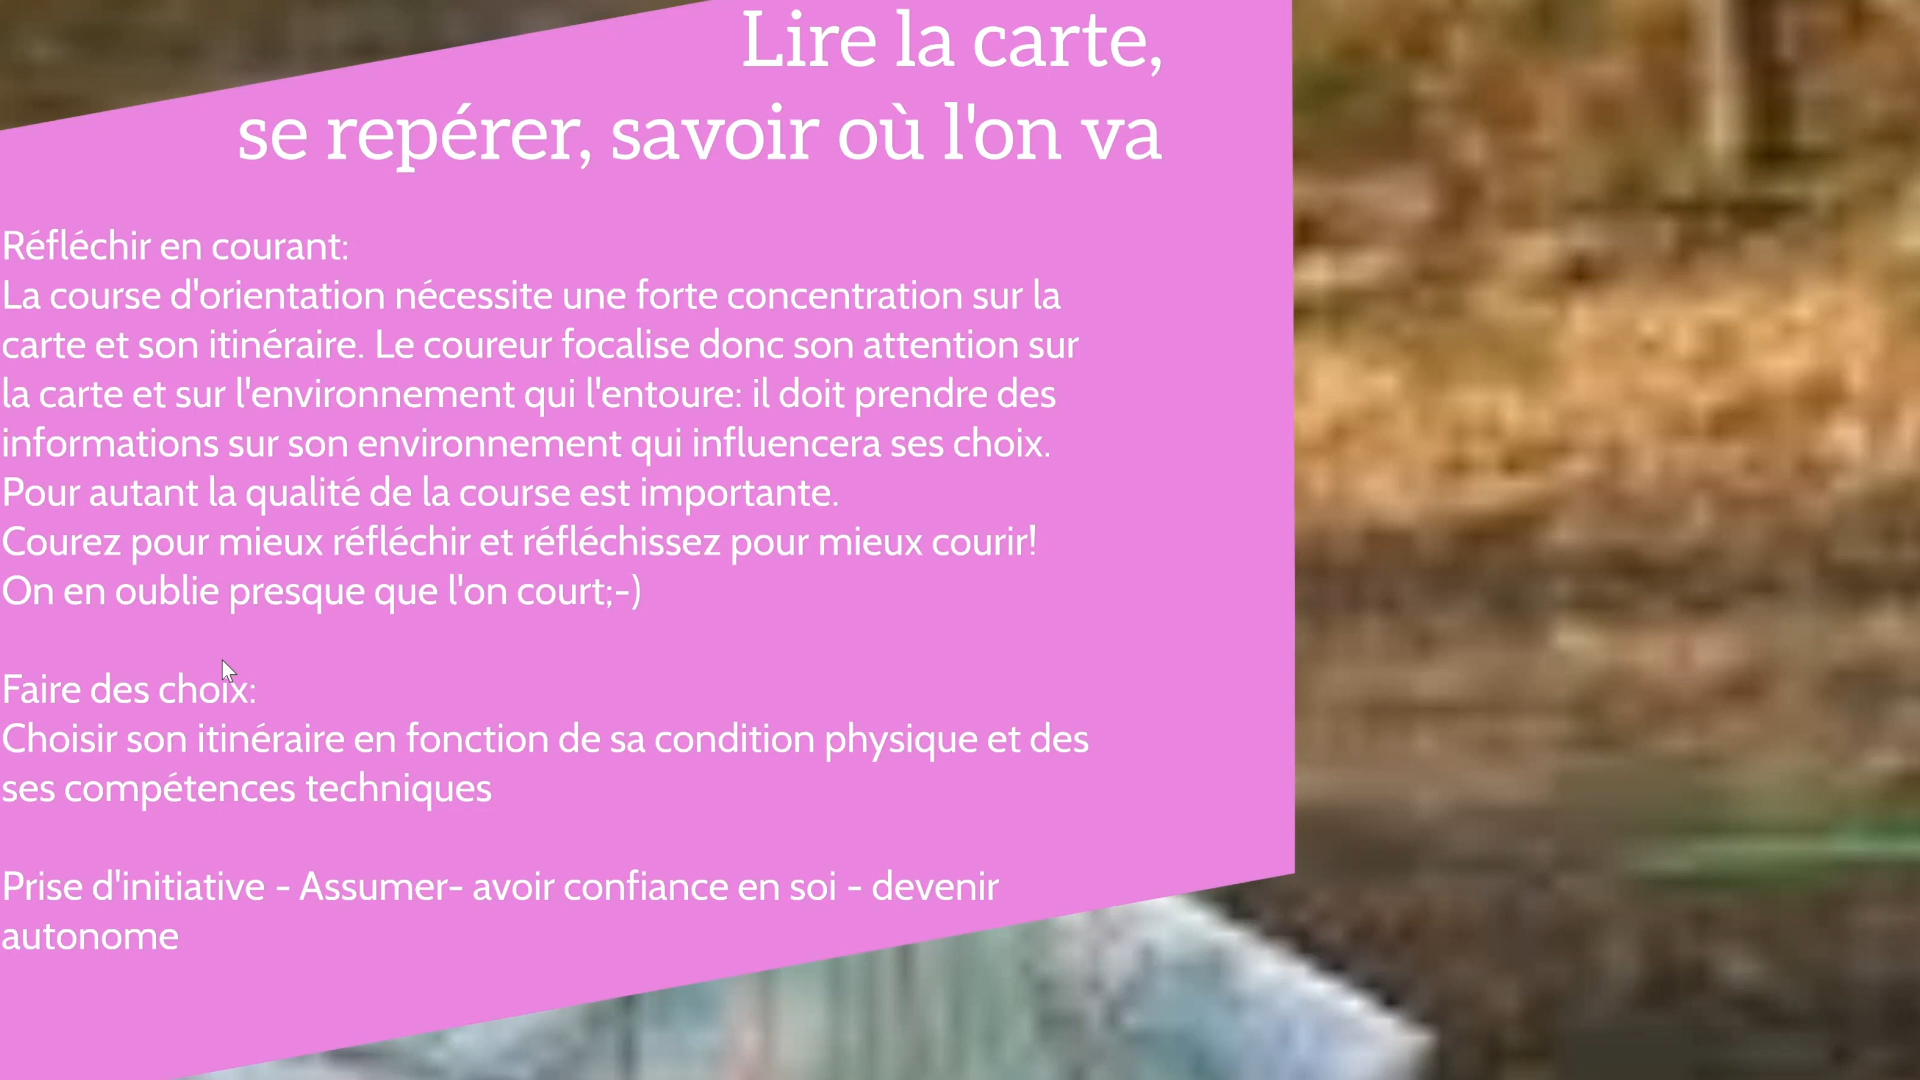 Lire la carte,
se repérer, savoir où l'on va
Réfléchir en courant:
La course d'orientation nécessite une forte concentration sur la
carte et son itinéraire. Le coureur focalise donc son attention sur
la carte et sur l'environnement qui l'entoure: il doit prendre des
informations sur son environnement qui influencera ses choix.
Pour autant la qualité de la course est importante.
Courez pour mieux réfléchir et réfléchissez pour mieux courir!
On en oublie presque que l'on court;-)
Faire des choix:
Choisir son itinéraire en fonction de sa condition physique et des
ses compétences techniques
Prise d'initiative - Assumer- avoir confiance en soi - devenir
autonome